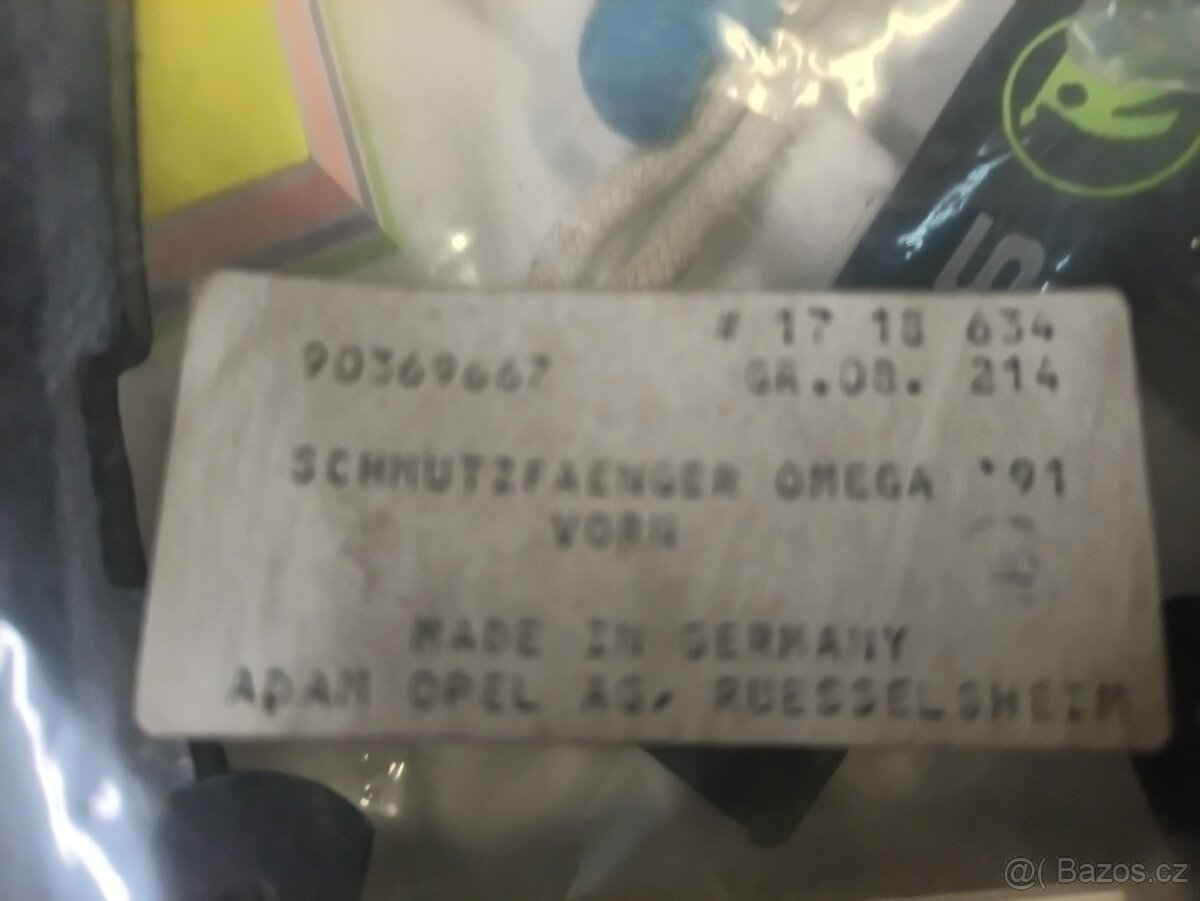 # 17 18 634
90369667
GR.08. 214
SCHMUTZFAENGER OMEGA '91
VORN
MADE IN GERMANY
ADAM OPEL AG, RUESSELSHEIM
@( Bazos.cz